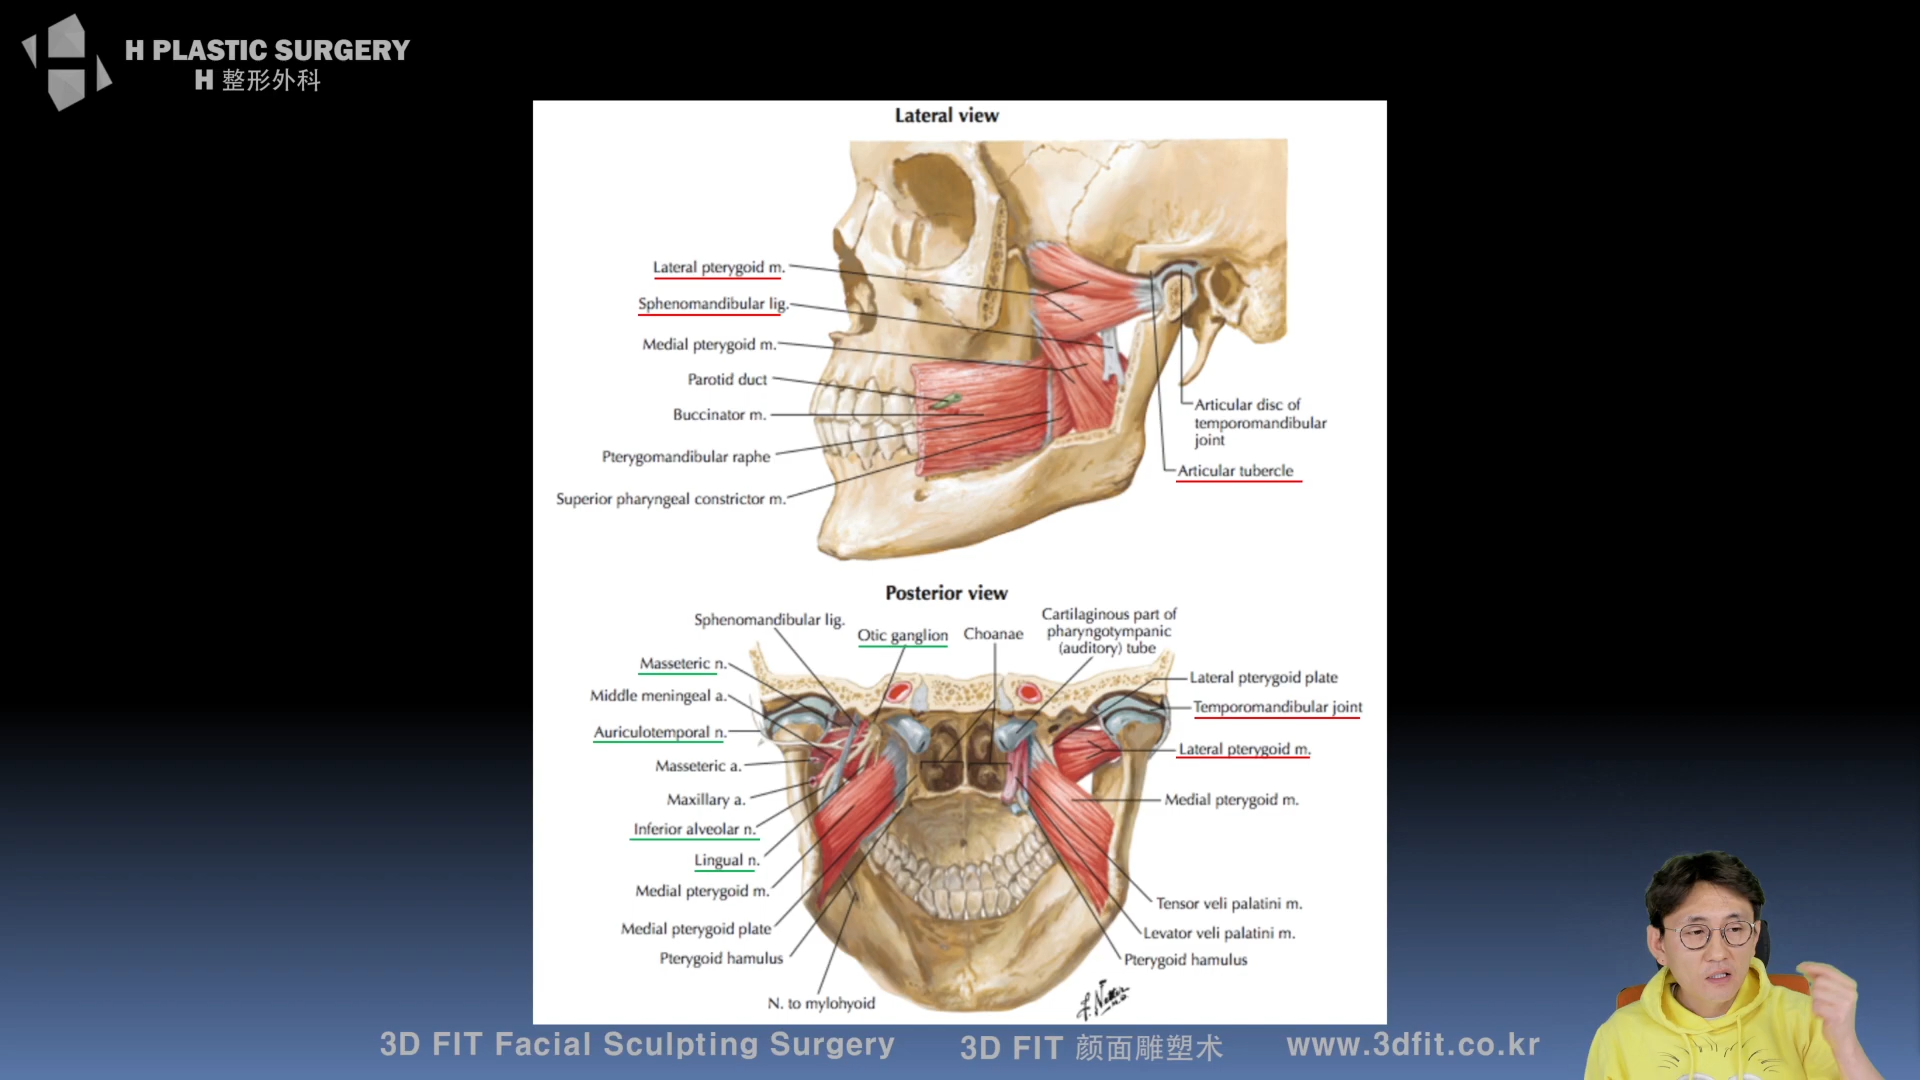 H PLASTIC SURGERY
H 整形外科
Lateral view
Lateral pterygoid m.
Sphenomandibular lig.
Medial pterygoid m.
Parotid duct
Buccinator m.
Pterygomandibular raphe
Superior pharyngeal constrictor m.
Articular disc of
temporomandibular
joint
Articular tubercle
Posterior view
Sphenomandibular lig.
Otic ganglion
Choanae
Cartilaginous part of
pharyngotympanic
(auditory) tube
Masseteric n.
Middle meningeal a.
Auriculotemporal n.
Masseteric a.
Maxillary a.
Inferior alveolar n.
Lingual n.
Medial pterygoid m.
Medial pterygoid plate
Pterygoid hamulus
N. to mylohyoid
Lateral pterygoid plate
Temporomandibular joint
Lateral pterygoid m.
Medial pterygoid m.
Tensor veli palatini m.
Levator veli palatini m.
Pterygoid hamulus
3D FIT Facial Sculpting Surgery
3D FIT 颜面雕塑术
www.3dfit.co.kr